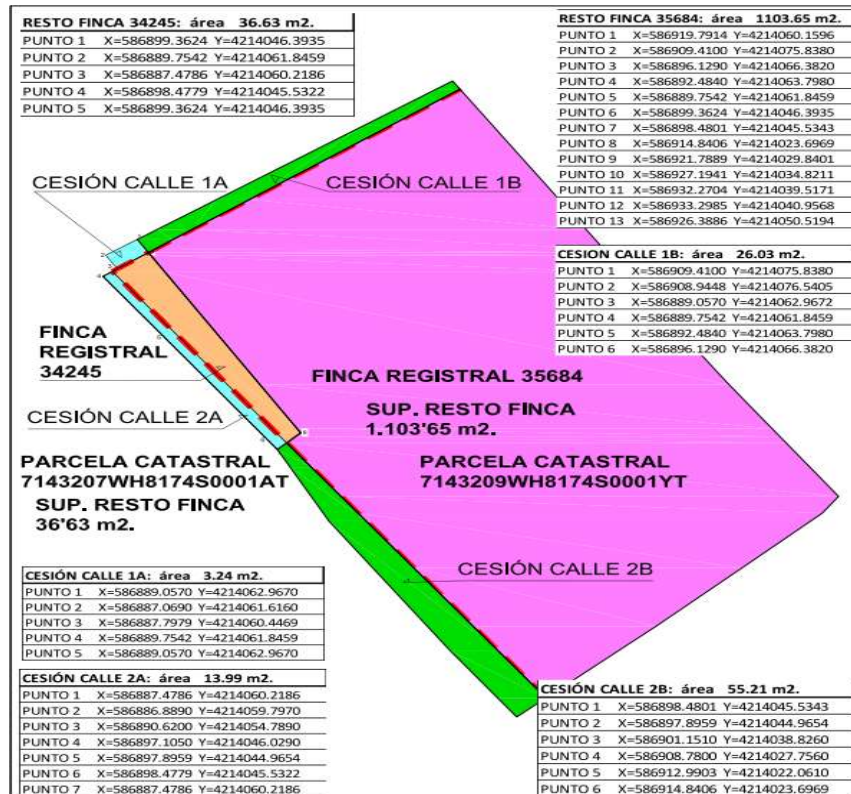 RESTO FINCA 34245: área 36.63 m2.
PUNTO 1 X=586899.3624 Y=4214046.3935
PUNTO 2 X=586889.7542 Y=4214061.8459
PUNTO 3 X=586887.4786 Y=4214060.2186
PUNTO 4 X=586898.4779 Y=4214045.5322
PUNTO 5 X=586899.3624 Y=4214046.3935
RESTO FINCA 35684: área 1103.65 m2.
PUNTO 1 X=586919.7914 Y=4214060.1596
PUNTO 2 X=586909.4100 Y=4214075.8380
PUNTO 3 X=586896.1290 Y=4214066.3820
PUNTO 4 X=586892.4840 Y=4214063.7980
PUNTO 5 X=586889.7542 Y=4214061.8459
PUNTO 6 X=586899.3624 Y=4214046.3935
PUNTO 7 X=586898.4801 Y=4214045.5343
PUNTO 8 X=586914.8406 Y=4214023.6969
PUNTO 9 X=586921.7889 Y=4214029.8401
PUNTO 10 X=586927.1941 Y=4214034.8211
PUNTO 11 X=586932.2704 Y=4214039.5171
PUNTO 12 X=586933.2985 Y=4214040.9568
PUNTO 13 X=586926.3886 Y=4214050.5194
CESIÓN CALLE 1A
CESIÓN CALLE 1B
CESION CALLE 1B: área 26.03 m2.
PUNTO 1 X=586909.4100 Y=4214075.8380
PUNTO 2 X=586908.9448 Y=4214076.5405
PUNTO 3 X=586889.0570 Y=4214062.9672
PUNTO 4 X=586889.7542 Y=4214061.8459
PUNTO 5 X=586892.4840 Y=4214063.7980
PUNTO 6 X=586896.1290 Y=4214066.3820
FINCA
REGISTRAL
34245
FINCA REGISTRAL 35684
SUP. RESTO FINCA
1.103'65 m2.
CESIÓN CALLE 2A
PARCELA CATASTRAL
7143207WH8174S0001AT
SUP. RESTO FINCA
36'63 m2.
PARCELA CATASTRAL
7143209WH8174S0001YT
CESIÓN CALLE 2B
CESIÓN CALLE 1A: área 3.24 m2.
PUNTO 1 X=586889.0570 Y=4214062.9670
PUNTO 2 X=586887.0690 Y=4214061.6160
PUNTO 3 X=586887.7979 Y=4214060.4469
PUNTO 4 X=586889.7542 Y=4214061.8459
PUNTO 5 X=586889.0570 Y=4214062.9670
CESIÓN CALLE 2A: área 13.99 m2.
PUNTO 1 X=586887.4786 Y=4214060.2186
PUNTO 2 X=586886.8890 Y=4214059.7970
PUNTO 3 X=586890.6200 Y=4214054.7890
PUNTO 4 X=586897.1050 Y=4214046.0290
PUNTO 5 X=586897.8959 Y=4214044.9654
PUNTO 6 X=586898.4779 Y=4214045.5322
PUNTO 7 X=586887.4786 Y=4214060.2186
CESIÓN CALLE 2B: área 55.21 m2.
PUNTO 1 X=586898.4801 Y=4214045.5343
PUNTO 2 X=586897.8959 Y=4214044.9654
PUNTO 3 X=586901.1510 Y=4214038.8260
PUNTO 4 X=586908.7800 Y=4214027.7560
PUNTO 5 X=586912.9903 Y=4214022.0610
PUNTO 6 X=586914.8406 Y=4214023.6969